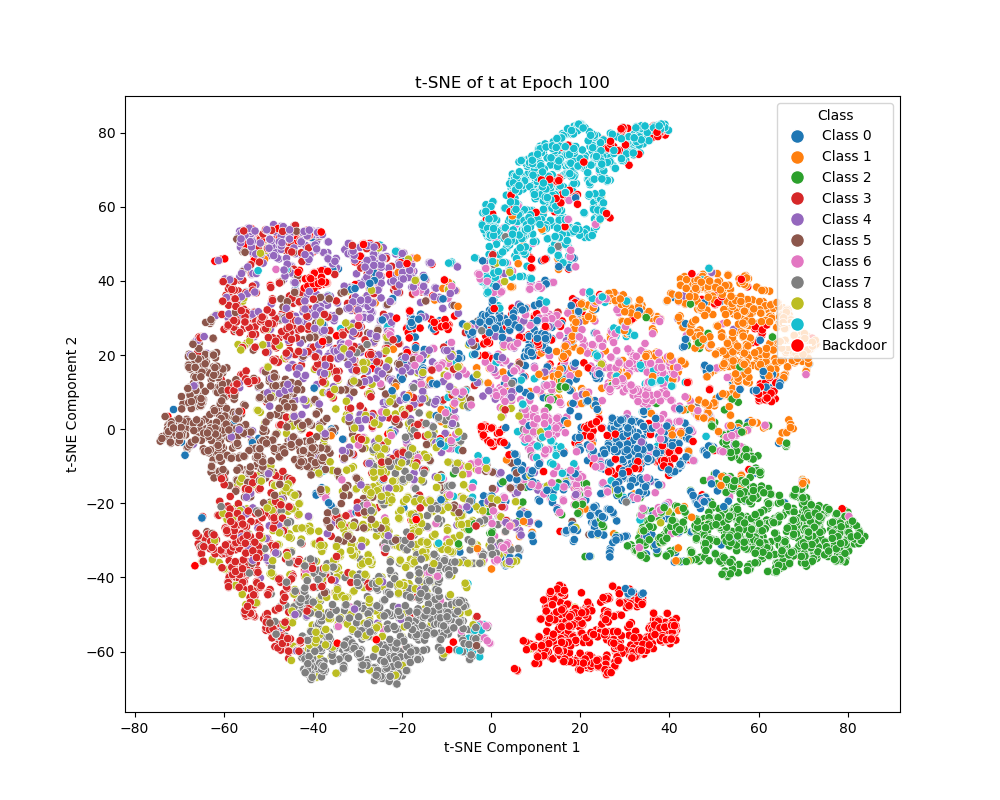 t-SNE of t at Epoch 100
Class
Class 0
Class 1
Class 2
Class 3
Class 4
Class 5
Class 6
Class 7
Class 8
Class 9
Backdoor
80
60
40
20
0
−20
−40
−60
t-SNE Component 2
−80
−60
−40
−20
0
20
40
60
80
t-SNE Component 1